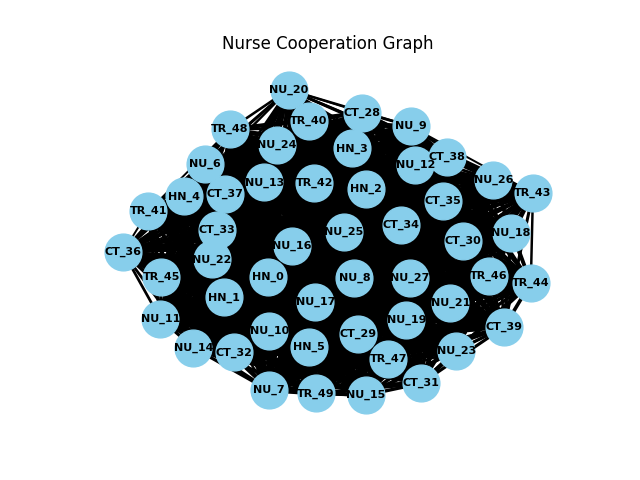 Nurse Cooperation Graph
NU_20
CT_28
TR_40
NU_9
TR_48
NU_24
HN_3
CT_38
NU_6
NU_12
NU_26
NU_13
TR_42
HN_2
TR_43
HN_4
CT_37
CT_35
TR_41
CT_34
CT_33
NU_25
NU_18
CT_30
NU_16
CT_36
NU_22
TR_45
HN_0
NU_8
NU_27
TR_46
TR_44
HN_1
NU_17
NU_21
NU_11
NU_19
CT_39
NU_10
CT_29
NU_14
CT_32
HN_5
NU_23
TR_47
CT_31
NU_7
TR_49
NU_15